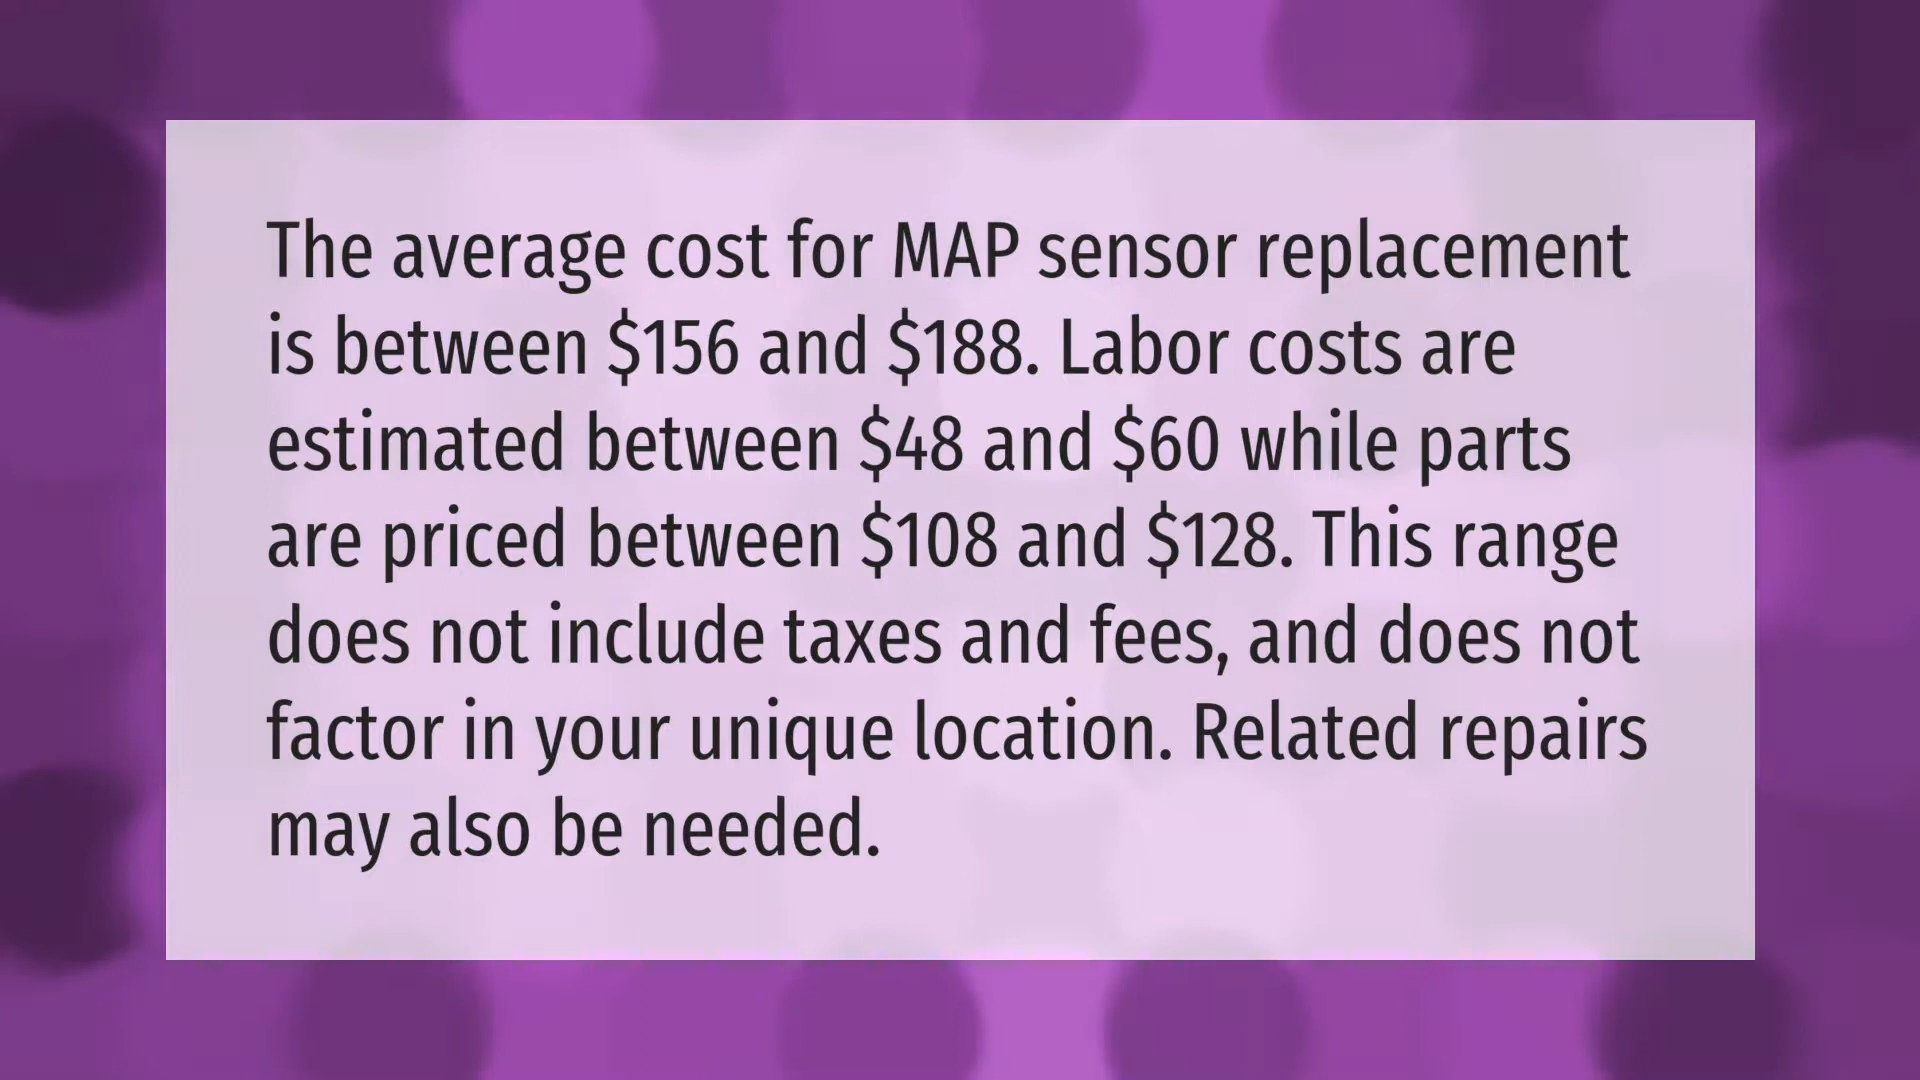 The average cost for MAP sensor replacement
is between $156 and $188. Labor costs are
estimated between $48 and $60 while parts
are priced between $108 and $128. This range
does not include taxes and fees, and does not
factor in your unique location. Related repairs
may also be needed.